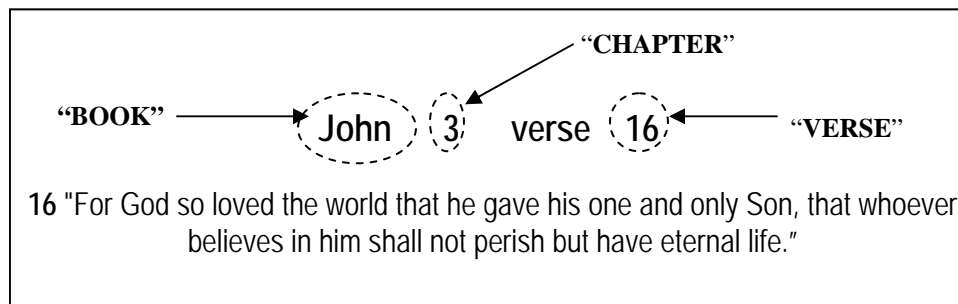 “CHAPTER”
“BOOK” John 3 verse 16 “VERSE”
16 "For God so loved the world that he gave his one and only Son, that whoever
believes in him shall not perish but have eternal life.”